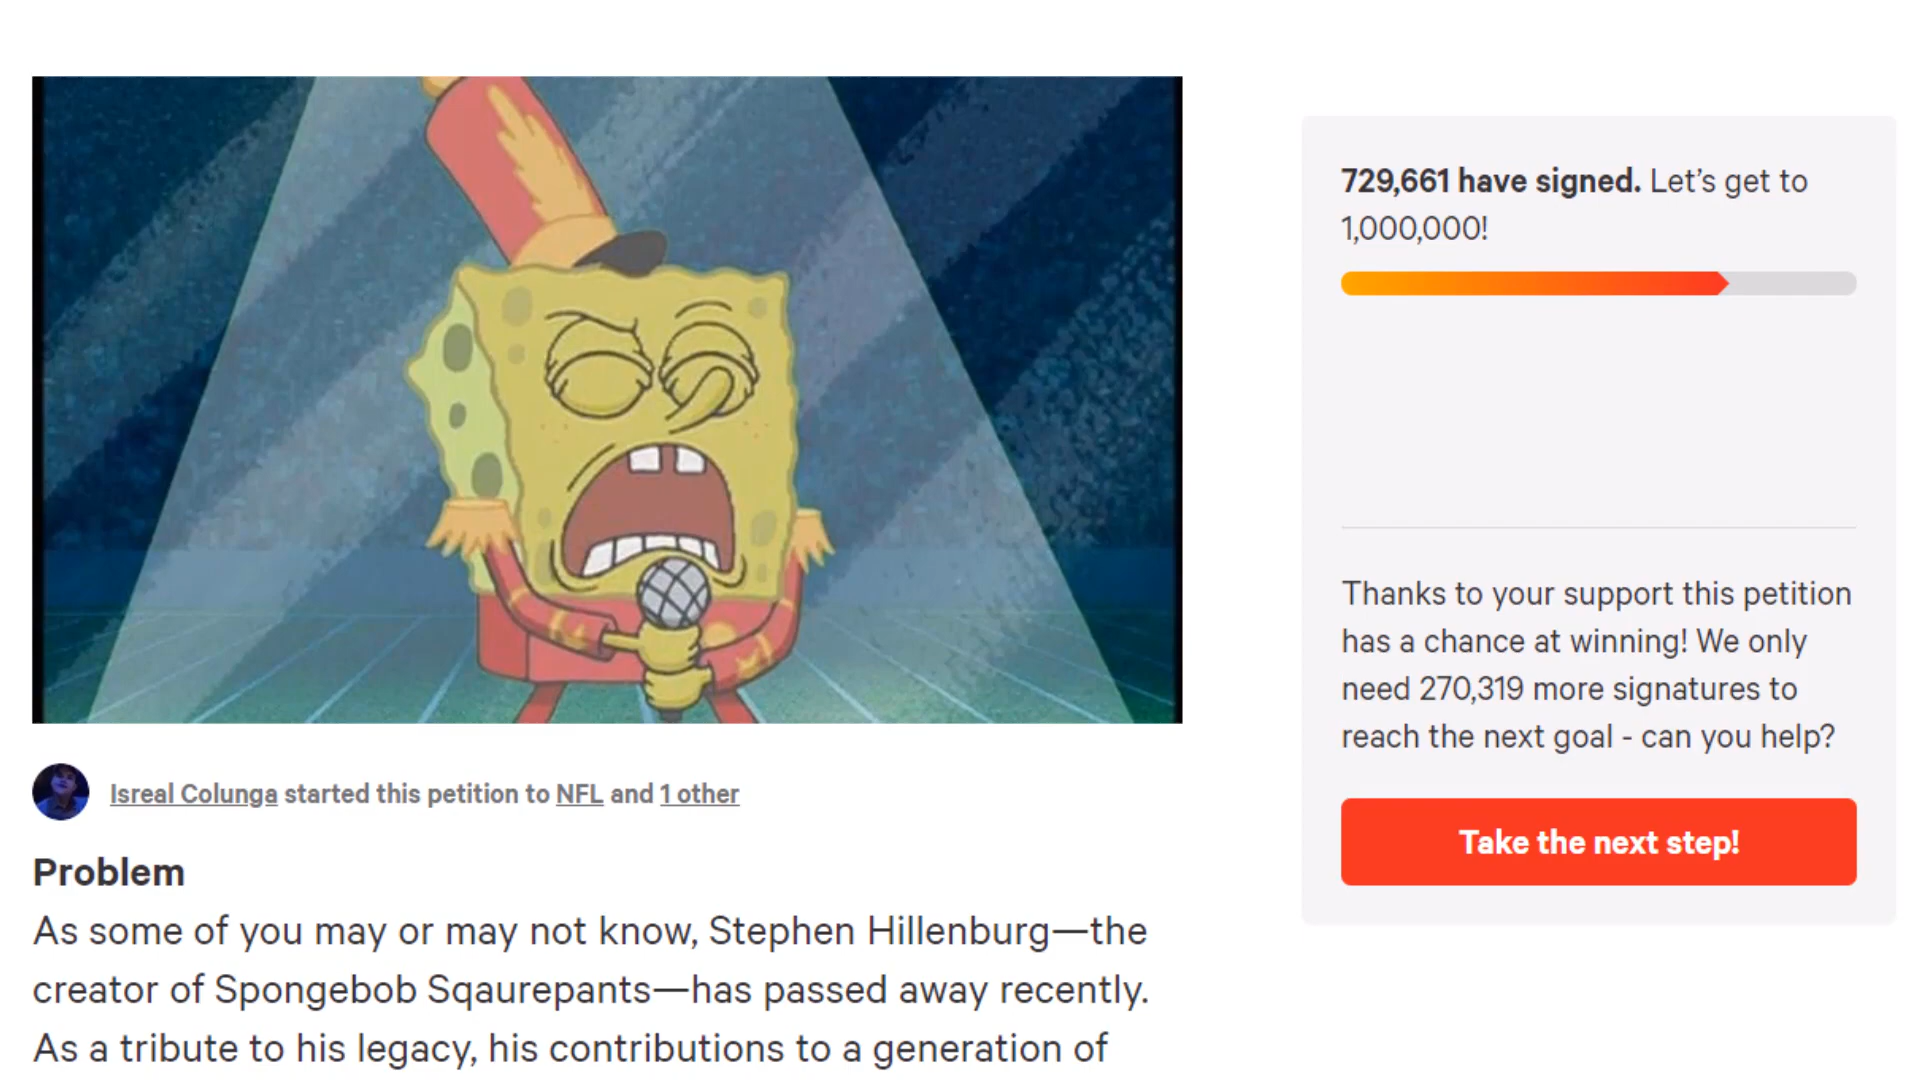 729,661 have signed. Let's get to
1,000,000!
Thanks to your support this petition
has a chance at winning! We only
need 270,319 more signatures to
reach the next goal - can you help?
Take the next step!
Isreal Colunga started this petition to NFL and 1 other
Problem
As some of you may or may not know, Stephen Hillenburg—the
creator of Spongebob Sqaurepants—has passed away recently.
As a tribute to his legacy, his contributions to a generation of